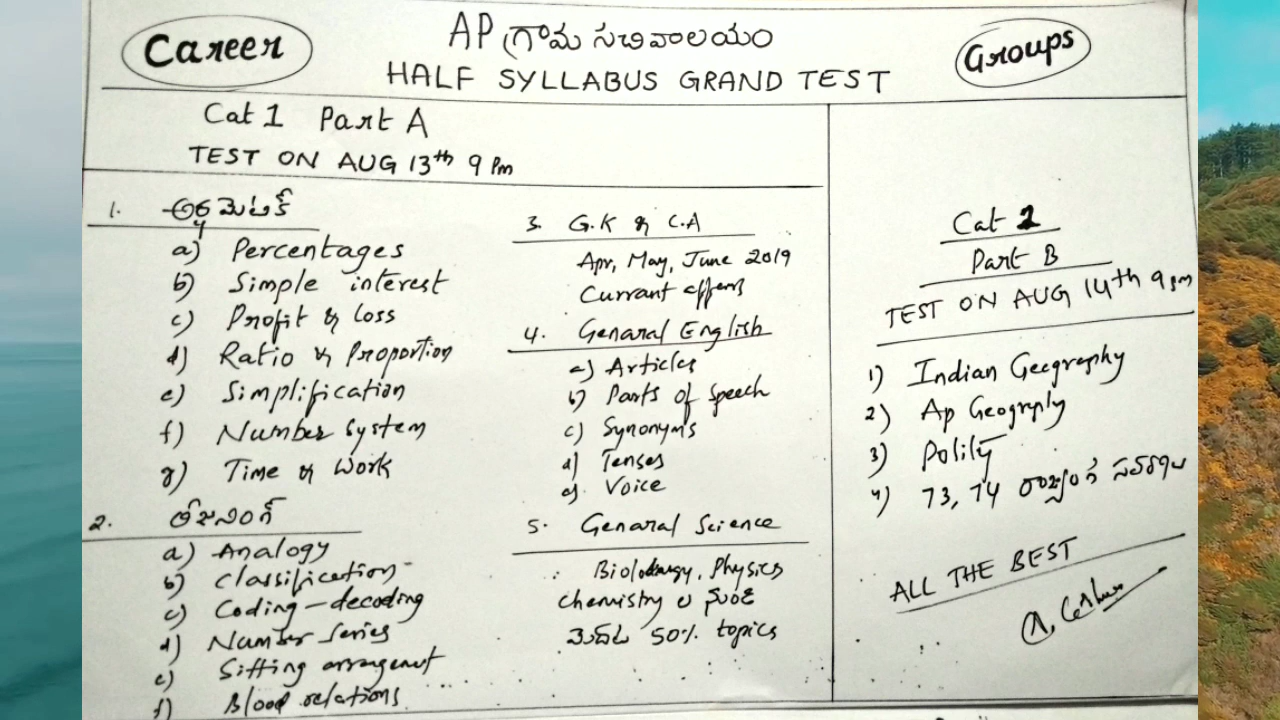 Career
AP గ్రామ సచివాలయం
Groups
HALF SYLLABUS GRAND TEST
Cat 1 Part A
TEST ON AUG 13th 9 Pm
1. అర్థమెటిక్
a) Percentages
b) Simple interest
c) Profit & Loss
d) Ratio & Proportion
e) Simplification
f) Number System
g) Time & Work
2. రీజనింగ్
a) Analogy
b) Classification
c) Coding-decoding
d) Number Series
e) Sitting arrangement
f) Blood relations
3. G.K & C.A
Apr, May, June 2019
Currant affairs
4. Genaral English
a) Articles
b) Parts of Speech
c) Synonyms
d) Tenses
e) Voice
5. Genaral Science
Physics
Chemistry ల నుండి
మొదట 50% topics
Cat 2
Part B
TEST ON AUG 14th 9 pm
1) Indian Geography
2) Ap Geogrply
3) Polity
4) 73, 74 రాజ్యాంగ సవరణలు
ALL THE BEST